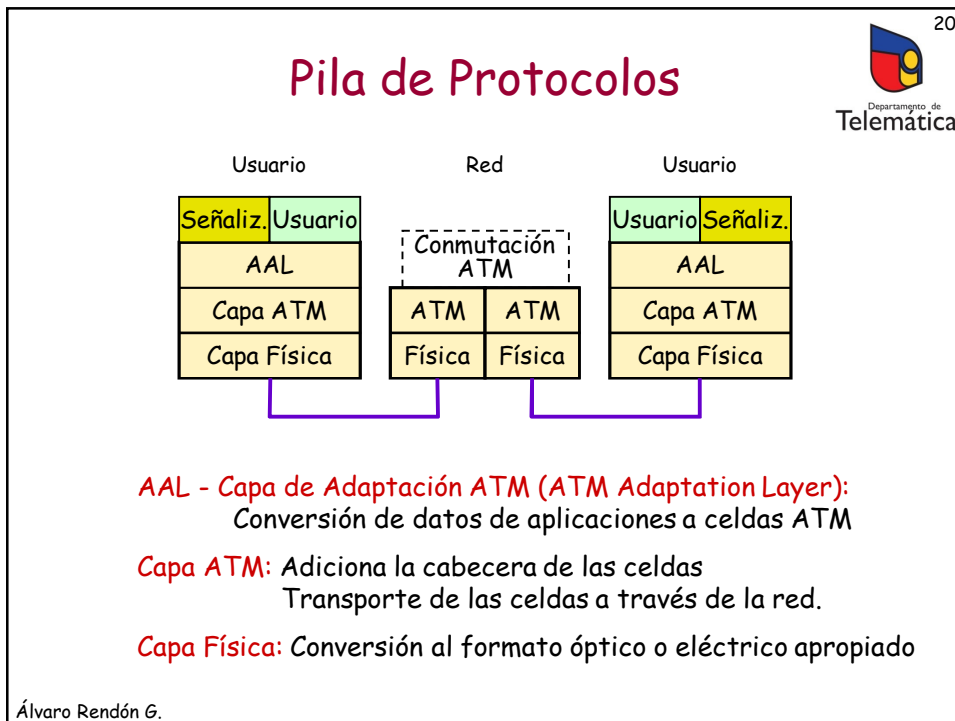 20
Pila de Protocolos
Departamento de
Telemática
Usuario Red Usuario
Señaliz. Usuario
Usuario Señaliz.
Conmutación
ATM
AAL
AAL
Capa ATM
ATM ATM
Capa ATM
Capa Física
Física Física
Capa Física
AAL - Capa de Adaptación ATM (ATM Adaptation Layer):
Conversión de datos de aplicaciones a celdas ATM
Capa ATM: Adiciona la cabecera de las celdas
Transporte de las celdas a través de la red.
Capa Física: Conversión al formato óptico o eléctrico apropiado
Álvaro Rendón G.